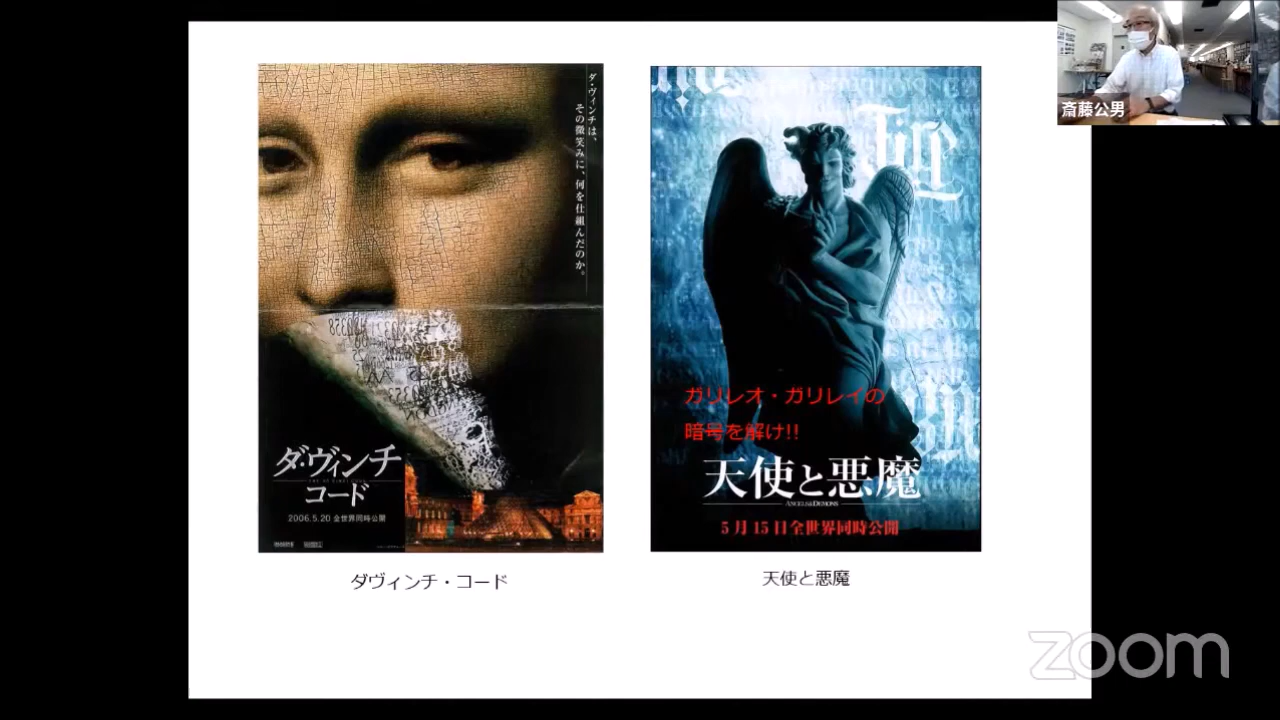 斎藤公男
ダ・ヴィンチは、
その微笑みに、何を仕組んだのか。
ダ・ヴィンチ
コード
2006.5.20 全世界同時公開
ダヴィンチ・コード
Fire
ガリレオ・ガリレイの
暗号を解け!!
天使と悪魔
ANGELS & DEMONS
5月15日全世界同時公開
天使と悪魔
zoom